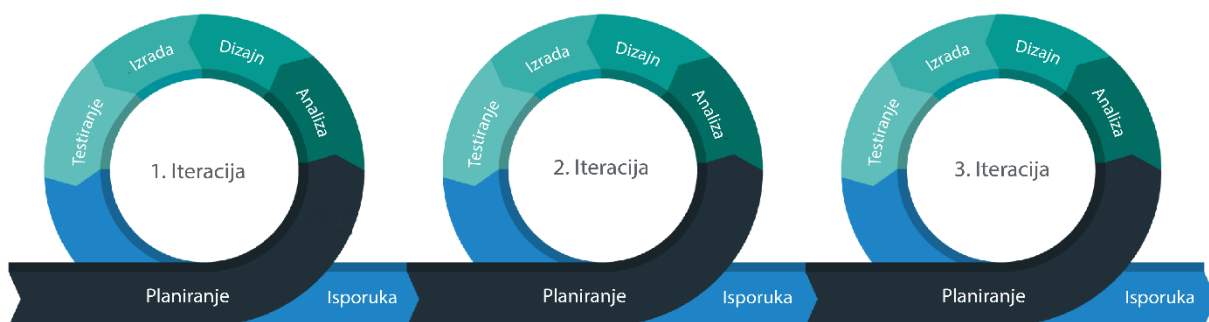 Izrada
Dizajn
Testiranje
Analiza
1. Iteracija
Planiranje
Isporuka
Izrada
Dizajn
Testiranje
Analiza
2. Iteracija
Planiranje
Isporuka
Izrada
Dizajn
Testiranje
Analiza
3. Iteracija
Planiranje
Isporuka